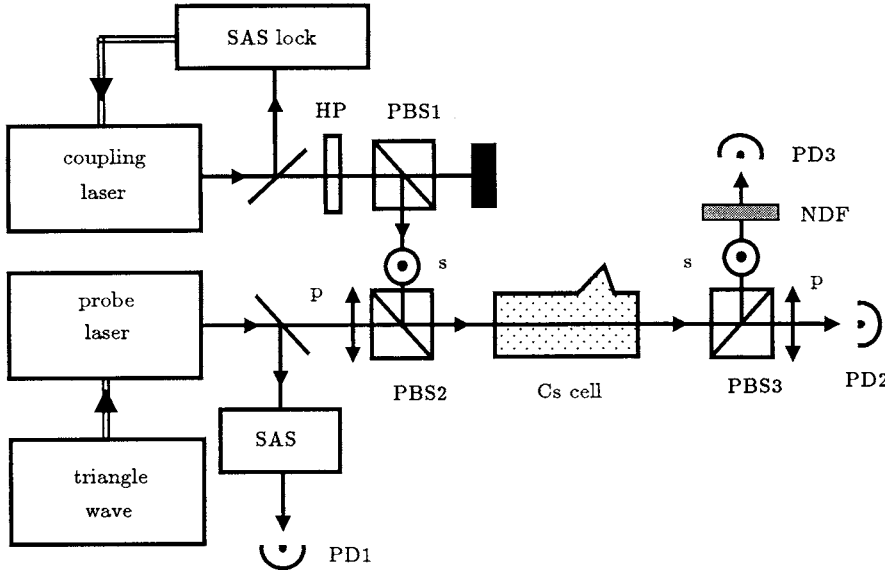 SAS lock
HP
PBS1
coupling
laser
PD3
NDF
s
s
p
p
probe
laser
PBS2
Cs cell
PBS3
PD2
SAS
triangle
wave
PD1